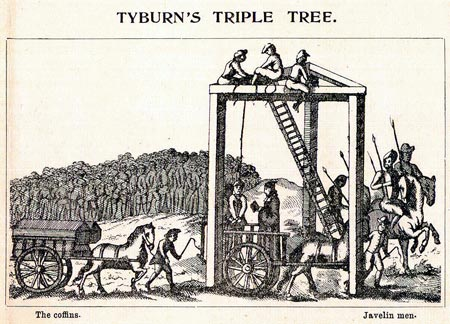 TYBURN'S TRIPLE TREE.
The coffins.
Javelin men.